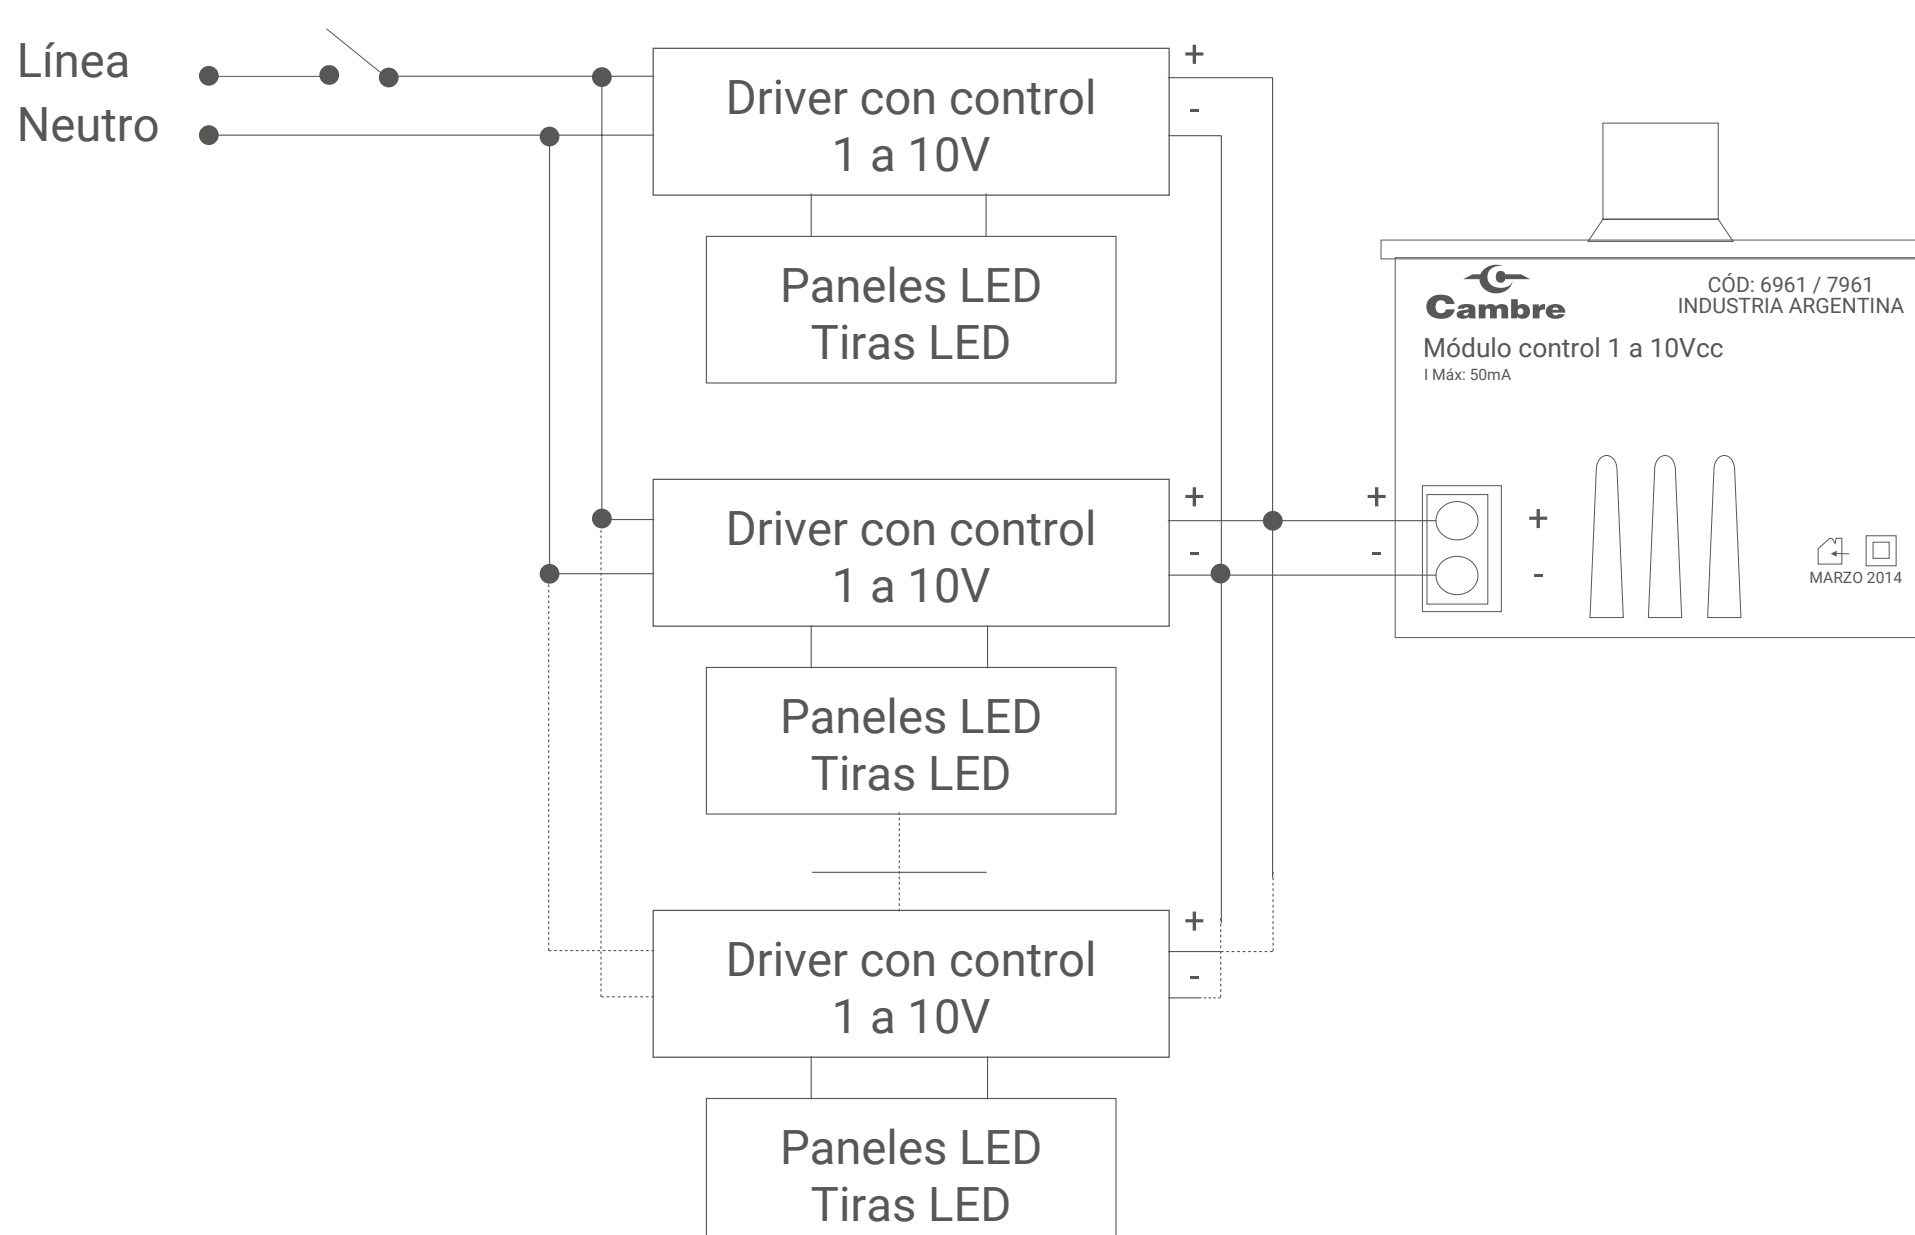 Línea
Neutro
+
-
Driver con control
1 a 10V
Paneles LED
Tiras LED
Cambre
CÓD: 6961 / 7961
INDUSTRIA ARGENTINA
Módulo control 1 a 10Vcc
I Máx: 50mA
+
-
+
-
+
-
MARZO 2014
Driver con control
1 a 10V
Paneles LED
Tiras LED
+
-
Driver con control
1 a 10V
Paneles LED
Tiras LED